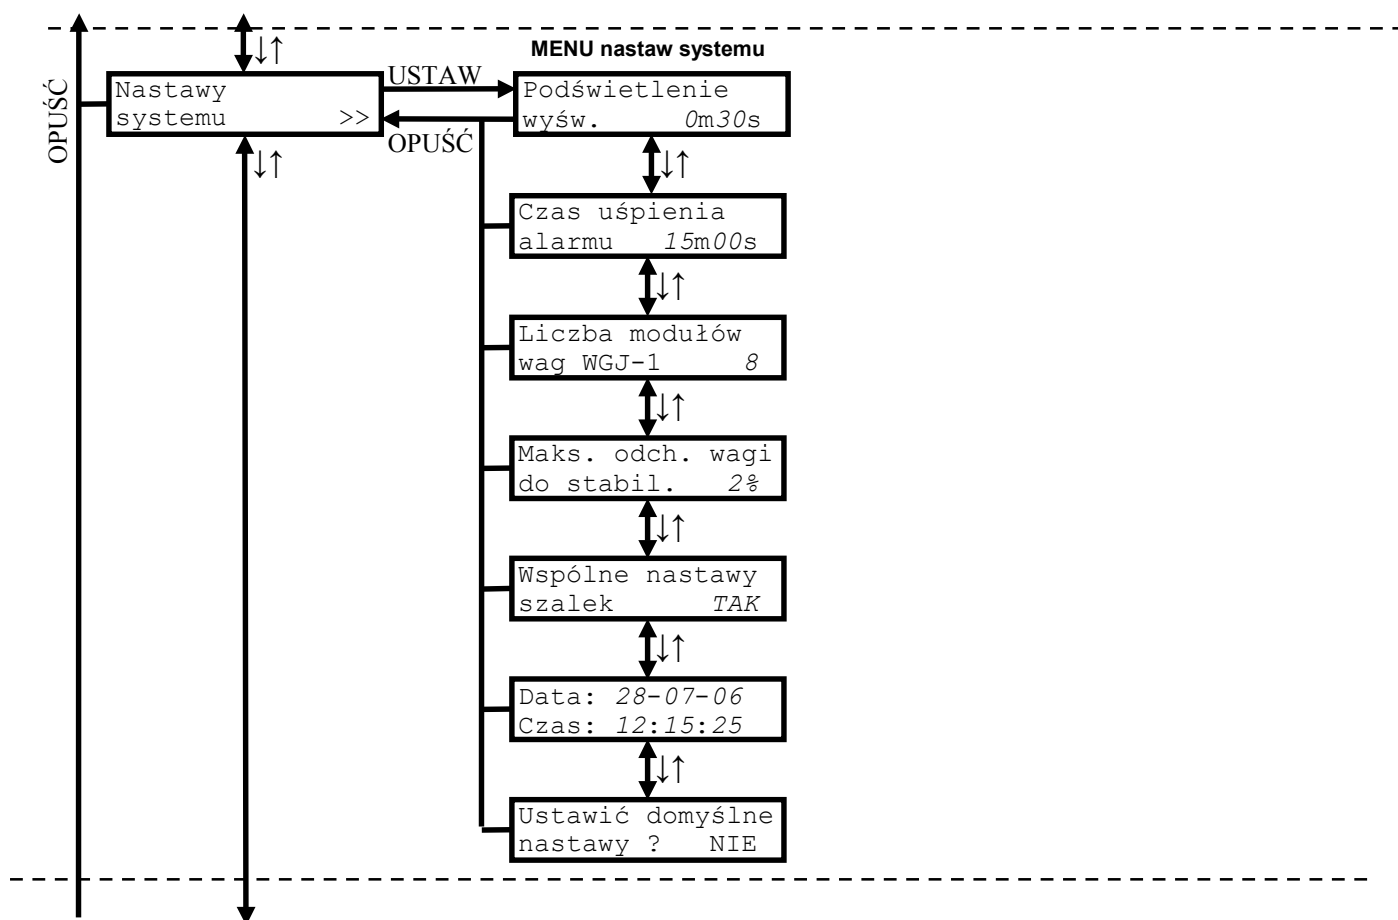 MENU nastaw systemu
↓↑
OPUŚĆ
Nastawy
systemu >>
USTAW
OPUŚĆ
↓↑
Podświetlenie
wyśw. 0m30s
↓↑
Czas uśpienia
alarmu 15m00s
↓↑
Liczba modułów
wag WGJ-1 8
↓↑
Maks. odch. wagi
do stabil. 2%
↓↑
Wspólne nastawy
szalek TAK
↓↑
Data: 28-07-06
Czas: 12:15:25
↓↑
Ustawić domyślne
nastawy ? NIE